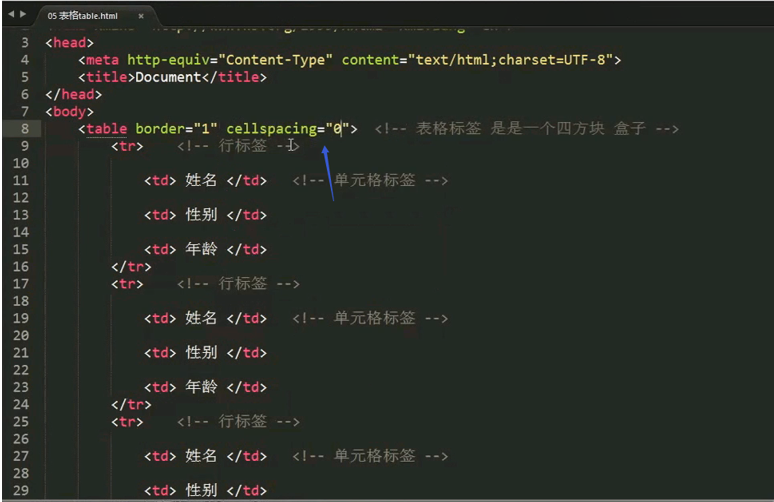 05 表格table.html ×
3 <head>
4 <meta http-equiv="Content-Type" content="text/html;charset=UTF-8">
5 <title>Document</title>
6 </head>
7 <body>
8 <table border="1" cellspacing="0"> <!-- 表格标签 是是一个四方块 盒子 -->
9 <tr> <!-- 行标签 -->
10
11 <td> 姓名 </td> <!-- 单元格标签 -->
12
13 <td> 性别 </td>
14
15 <td> 年龄 </td>
16 </tr>
17 <tr> <!-- 行标签 -->
18
19 <td> 姓名 </td> <!-- 单元格标签 -->
20
21 <td> 性别 </td>
22
23 <td> 年龄 </td>
24 </tr>
25 <tr> <!-- 行标签 -->
26
27 <td> 姓名 </td> <!-- 单元格标签 -->
28
29 <td> 性别 </td>